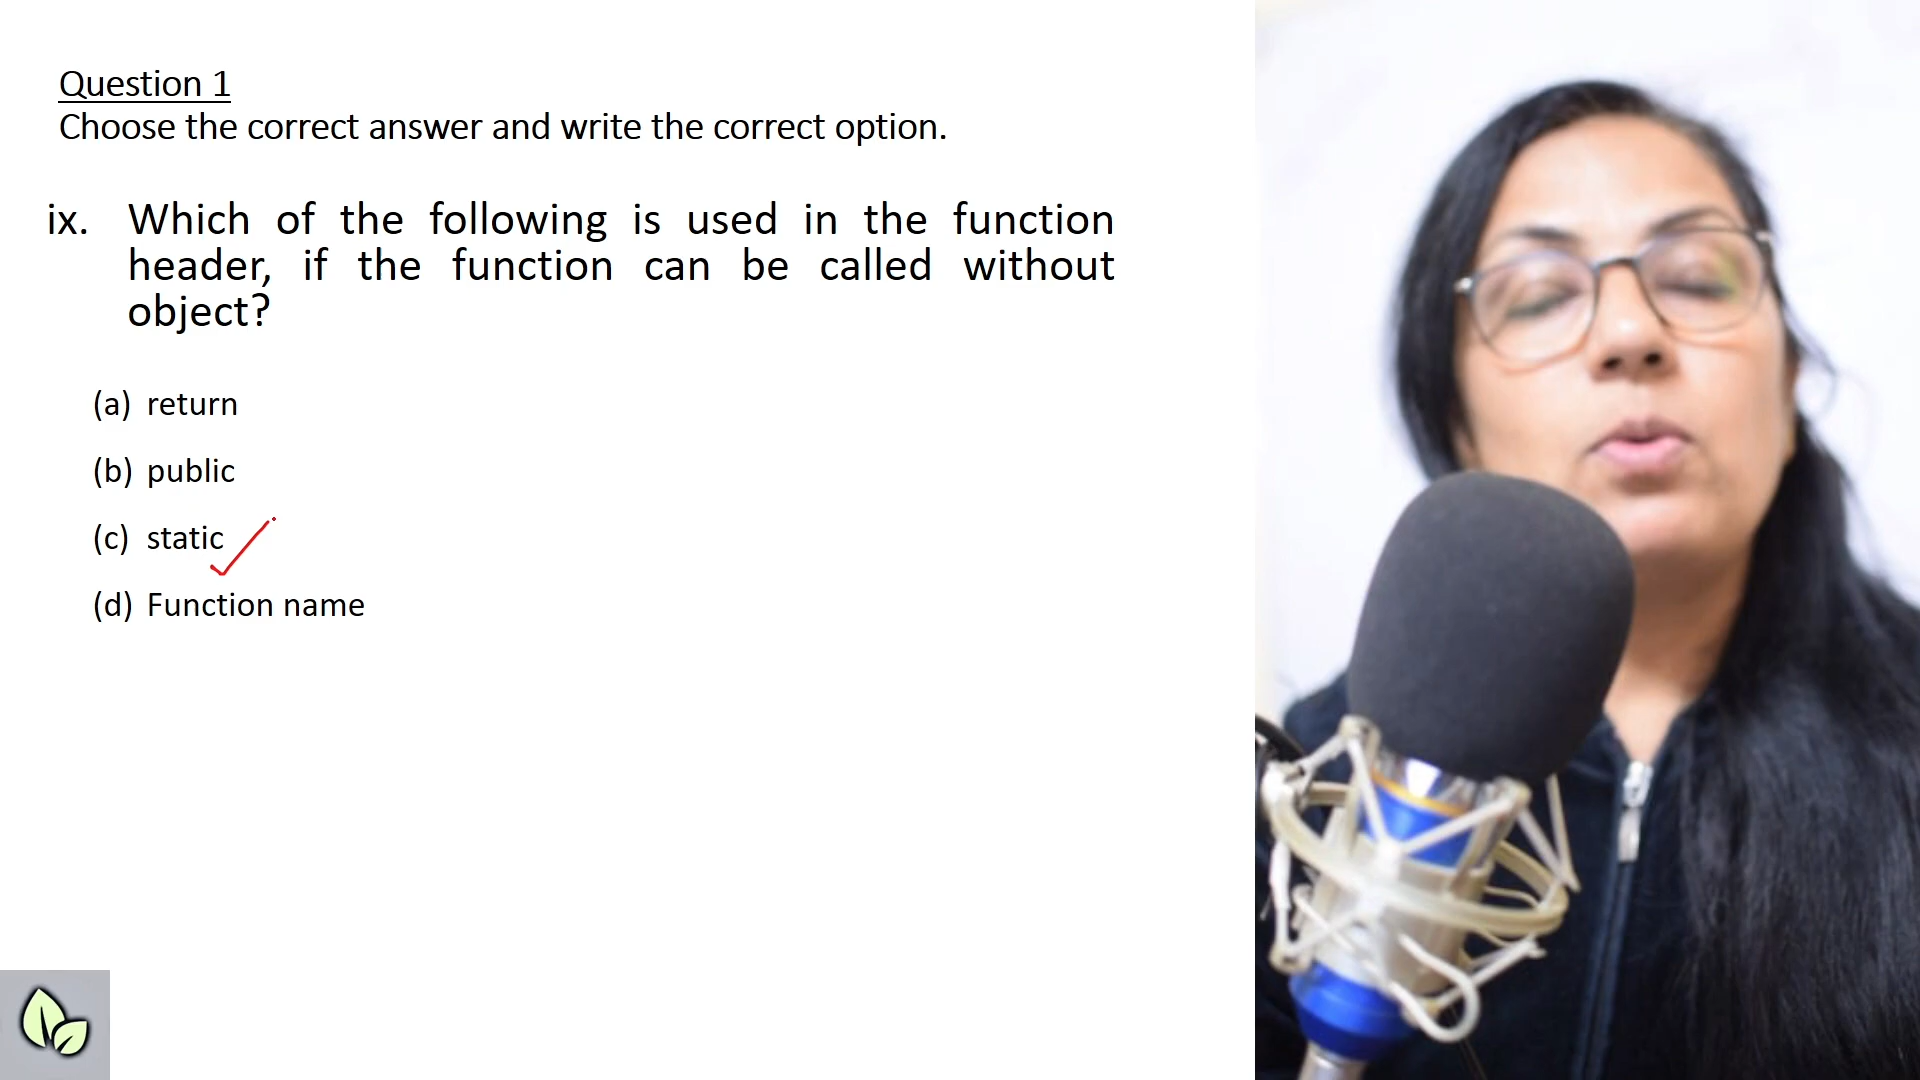 Question 1
Choose the correct answer and write the correct option.
ix. Which of the following is used in the function
header, if the function can be called without
object?
(a) return
(b) public
(c) static
(d) Function name